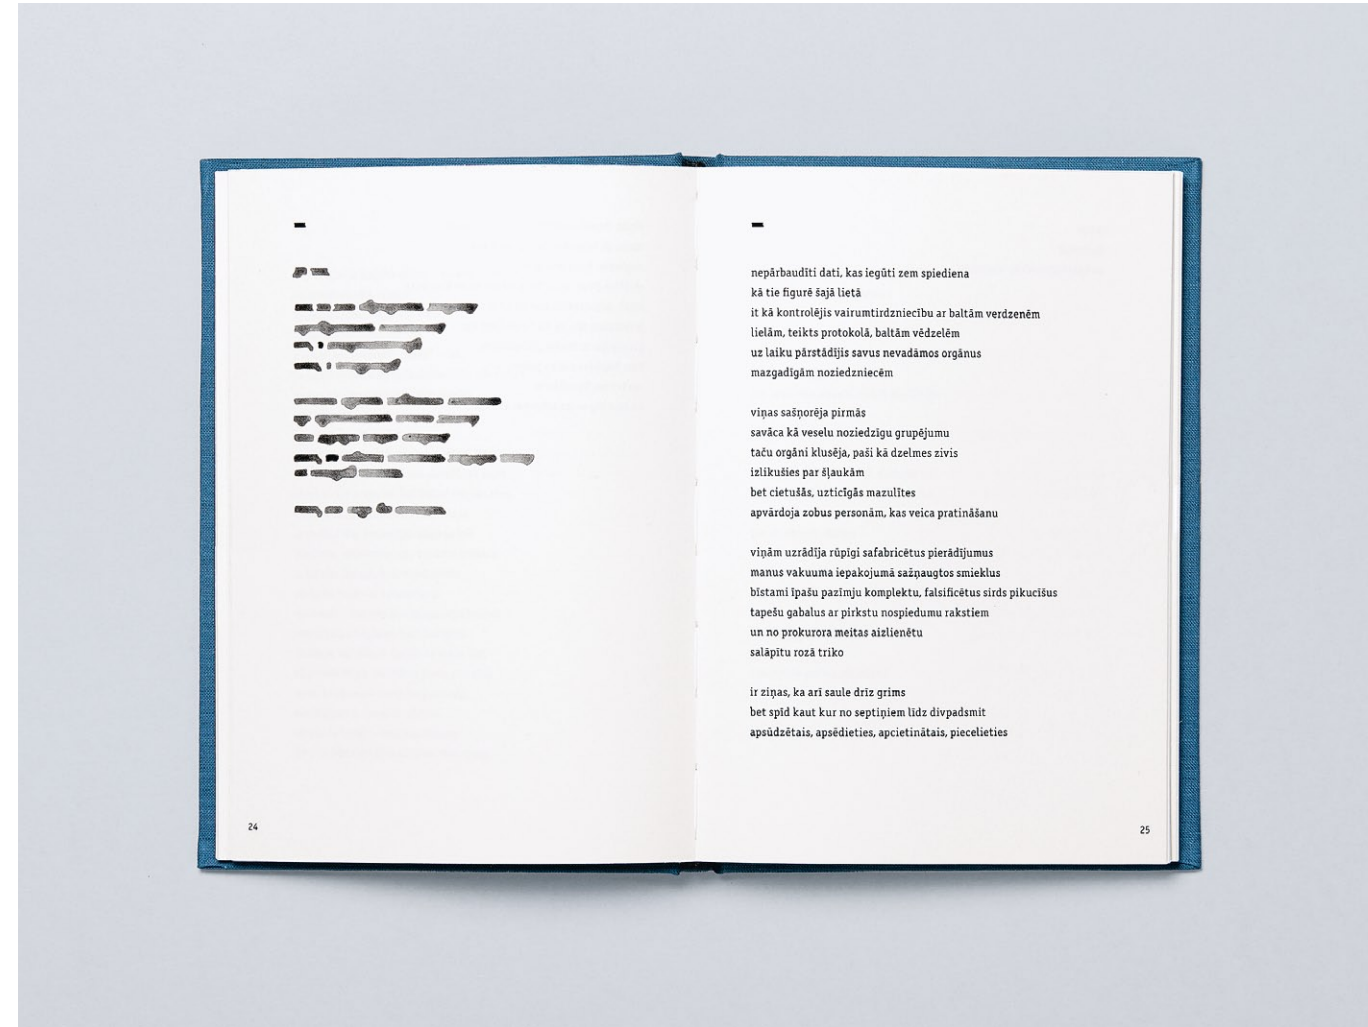 24
nepārbaudīti dati, kas iegūti zem spiediena
kā tie figurē šajā lietā
it kā kontrolējis vairumtirdzniecību ar baltām verdzenēm
lielām, teikts protokolā, baltām vēdzelēm
uz laiku pārstādījis savus nevadāmos orgānus
mazgadīgām noziedzniecēm
viņas sašņorēja pirmās
savāca kā veselu noziedzīgu grupējumu
taču orgāni klusēja, paši kā dzelmes zivis
izlikušies par šļaukām
bet cietušās, uzticīgās mazulītes
apvārdoja zobus personām, kas veica pratināšanu
viņām uzrādīja rūpīgi safabricētus pierādījumus
manus vakuuma iepakojumā sažņaugtos smieklus
bīstami īpašu pazīmju komplektu, falsificētus sirds pikucīšus
tapešu gabalus ar pirkstu nospiedumu rakstiem
un no prokurora meitas aizlienētu
salāpītu rozā triko
ir ziņas, ka arī saule drīz grims
bet spīd kaut kur no septiņiem līdz divpadsmit
apsūdzētais, apsēdieties, apcietinātais, piecelieties
25